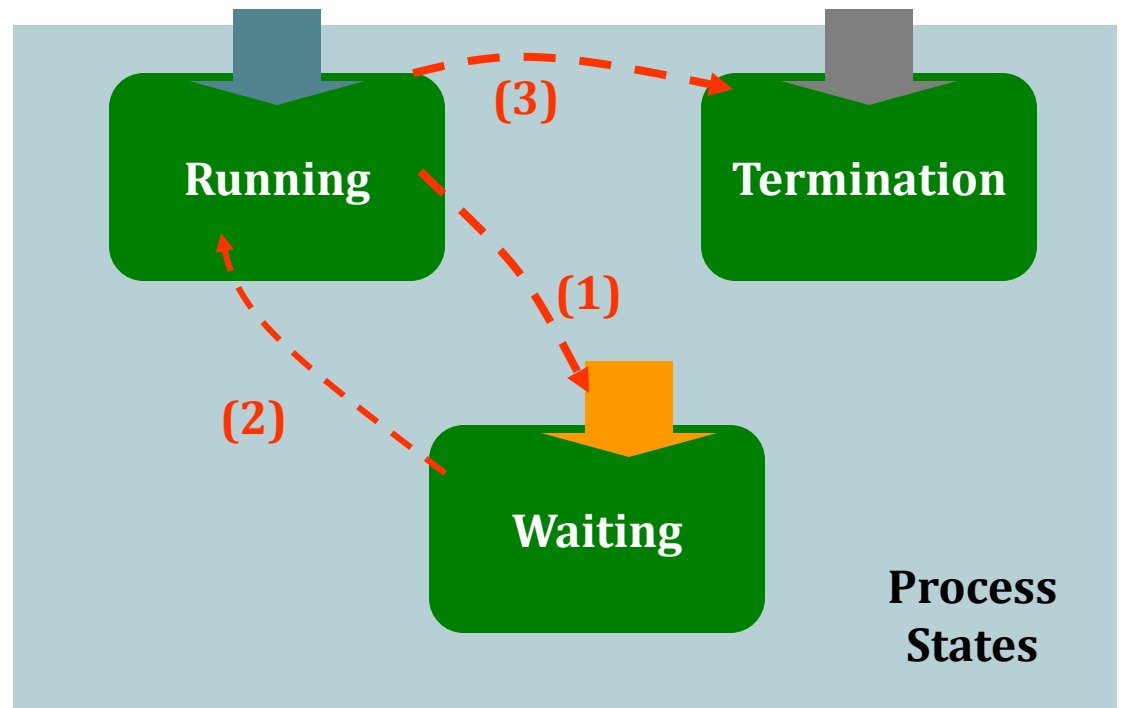 (3)
Running
Termination
(1)
(2)
Waiting
Process
States